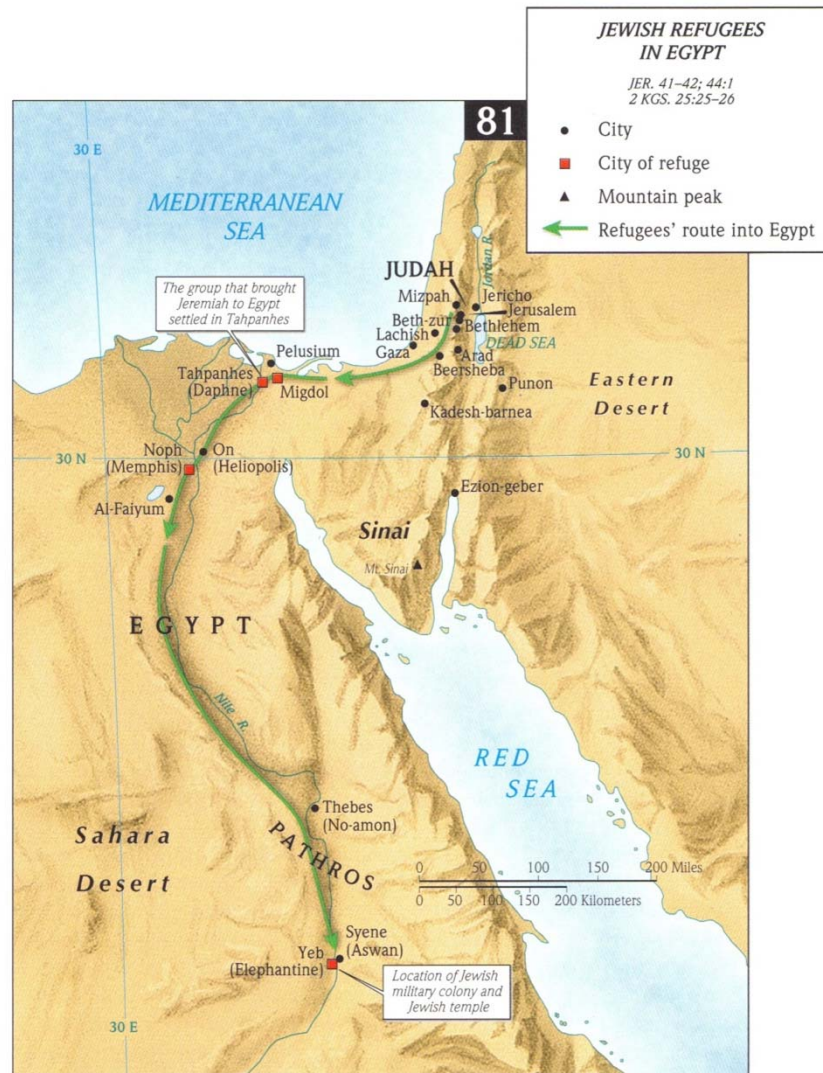 JEWISH REFUGEES
IN EGYPT
JER. 41–42; 44:1
2 KGS. 25:25–26
City
City of refuge
Mountain peak
Refugees' route into Egypt
81
30 E
MEDITERRANEAN
SEA
The group that brought
Jeremiah to Egypt
settled in Tahpanhes
JUDAH
Jordan R.
Mizpah
Jericho
Jerusalem
Beth-zur
Bethlehem
Lachish
DEAD SEA
Gaza
Arad
Beersheba
Pelusium
Tahpanhes
(Daphne)
Migdol
Punon
Eastern
Desert
Kadesh-barnea
Noph
(Memphis)
On
(Heliopolis)
30 N
30 N
Al-Faiyum
Ezion-geber
Sinai
Mt. Sinai
EGYPT
Nile R.
RED
SEA
Thebes
(No-amon)
Sahara
Desert
PATHROS
0 50 100 150 200 Miles
0 50 100 150 200 Kilometers
Syene
(Aswan)
Yeb
(Elephantine)
Location of Jewish
military colony and
Jewish temple
30 E